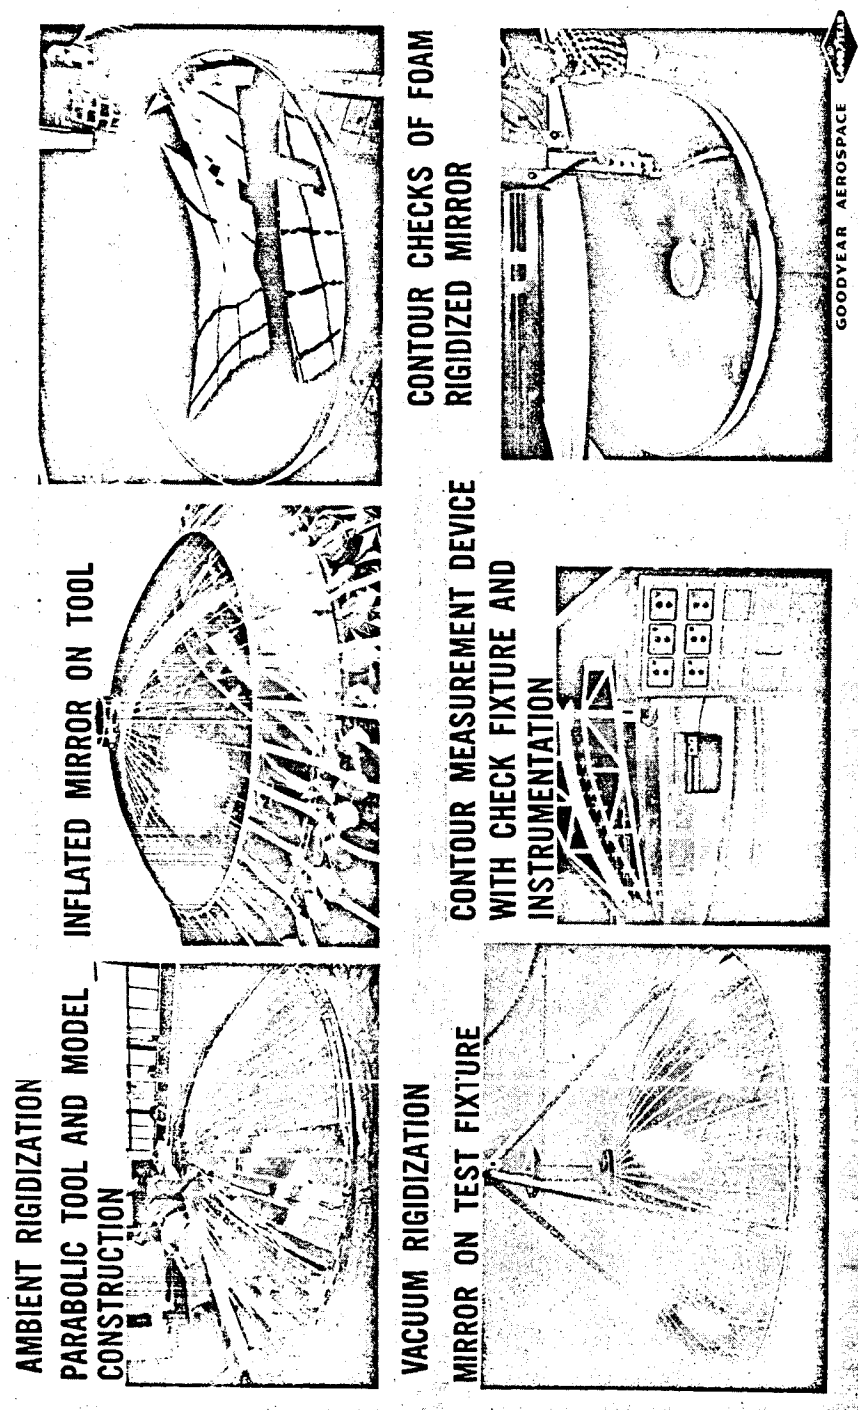 AMBIENT RIGIDIZATION
PARABOLIC TOOL AND MODEL
CONSTRUCTION
INFLATED MIRROR ON TOOL
CONTOUR CHECKS OF FOAM
RIGIDIZED MIRROR
VACUUM RIGIDIZATION
MIRROR ON TEST FIXTURE
CONTOUR MEASUREMENT DEVICE
WITH CHECK FIXTURE AND
INSTRUMENTATION
GOODYEAR AEROSPACE